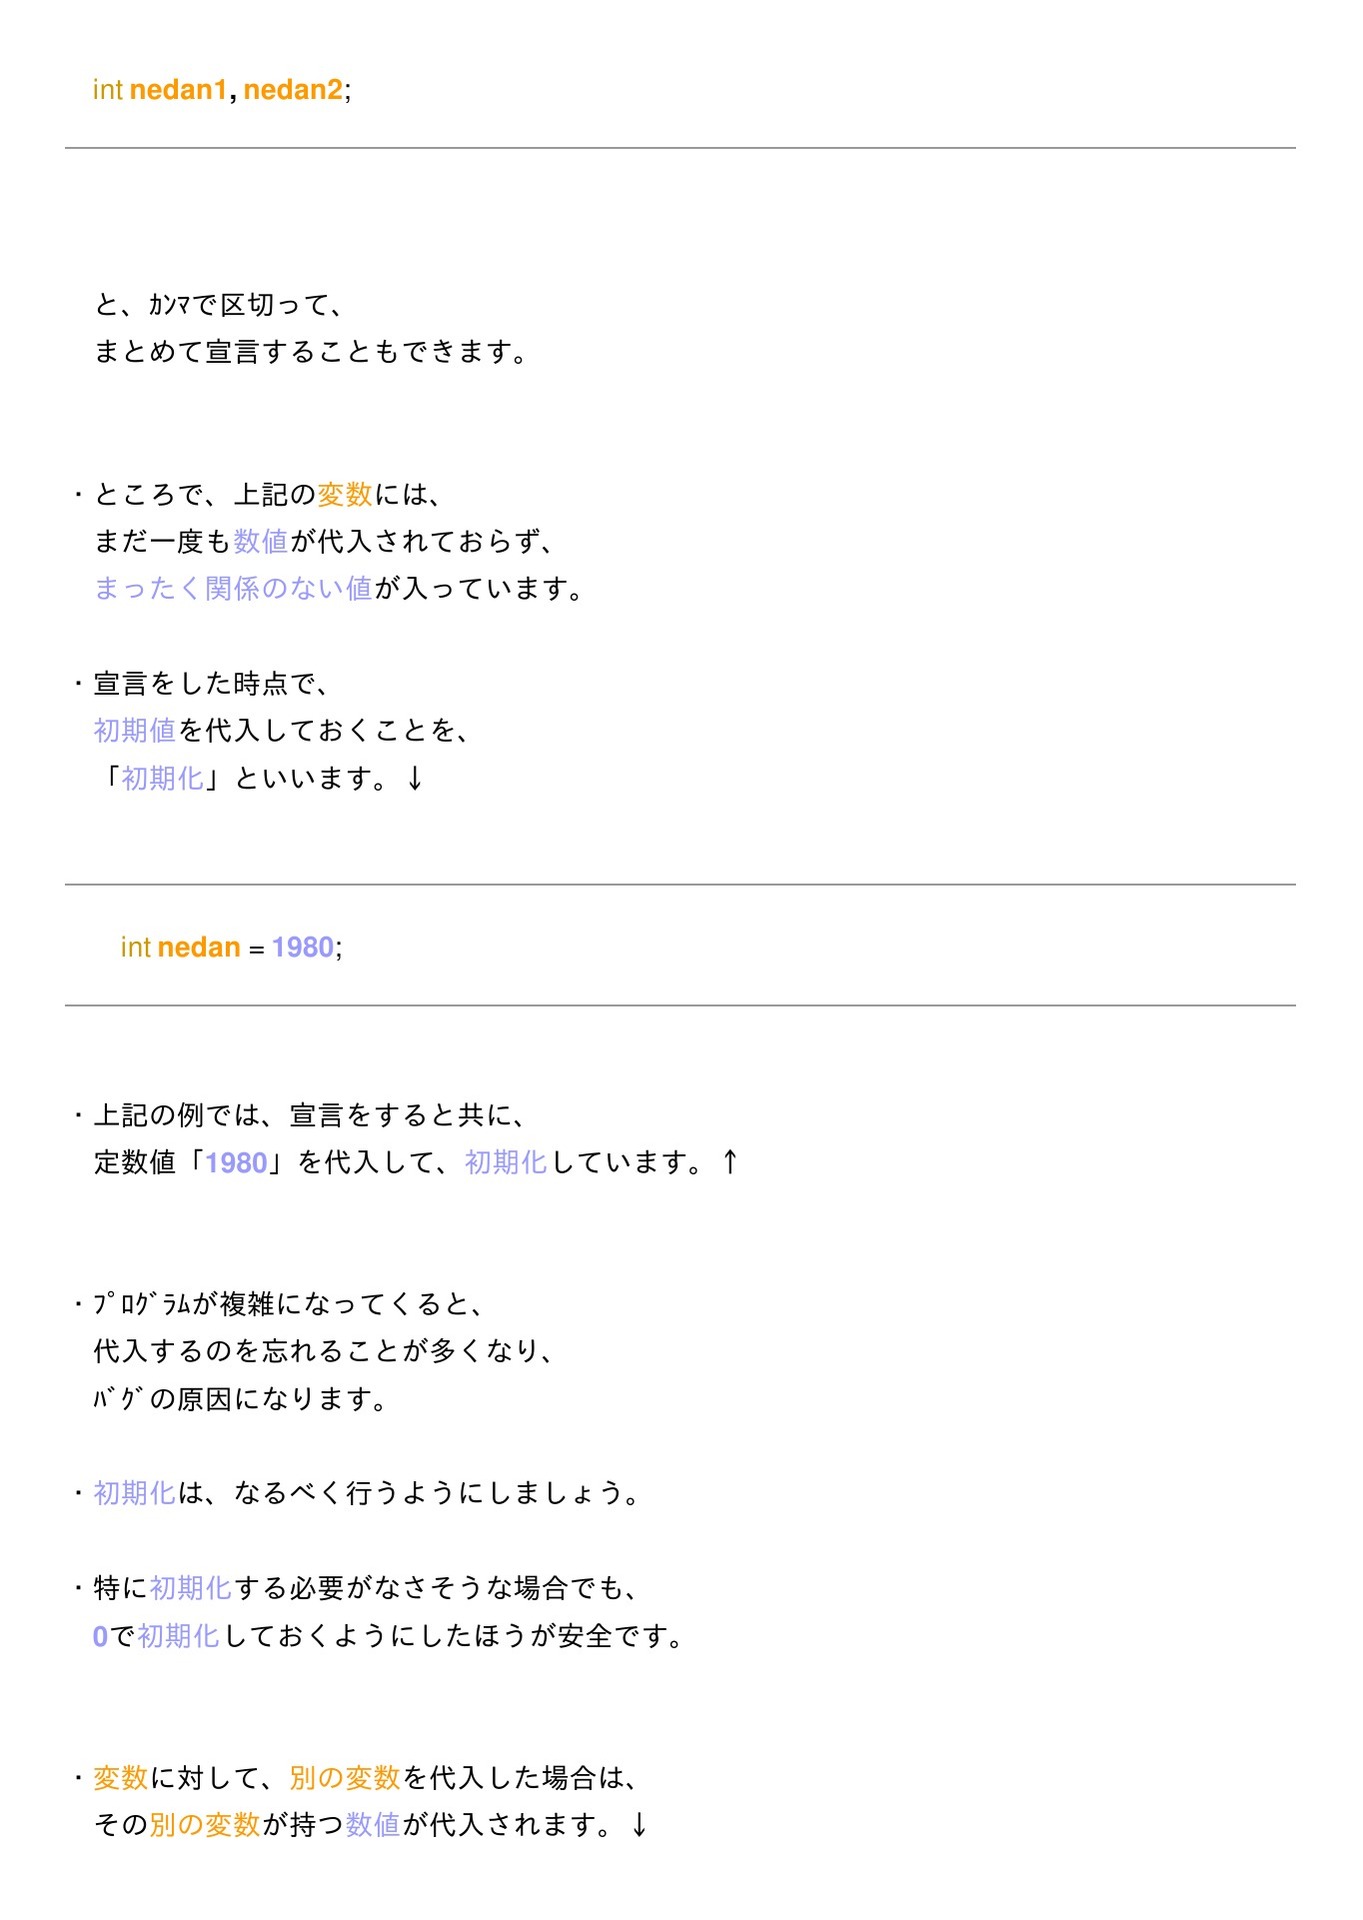 int nedan1, nedan2;
と、ｶﾝﾏで区切って、
まとめて宣言することもできます。
・ところで、上記の変数には、
まだ一度も数値が代入されておらず、
まったく関係のない値が入っています。
・宣言をした時点で、
初期値を代入しておくことを、
「初期化」といいます。↓
int nedan = 1980;
・上記の例では、宣言をすると共に、
定数値「1980」を代入して、初期化しています。↑
・ﾌﾟﾛｸﾞﾗﾑが複雑になってくると、
代入するのを忘れることが多くなり、
ﾊﾞｸﾞの原因になります。
・初期化は、なるべく行うようにしましょう。
・特に初期化する必要がなさそうな場合でも、
0で初期化しておくようにしたほうが安全です。
・変数に対して、別の変数を代入した場合は、
その別の変数が持つ数値が代入されます。↓